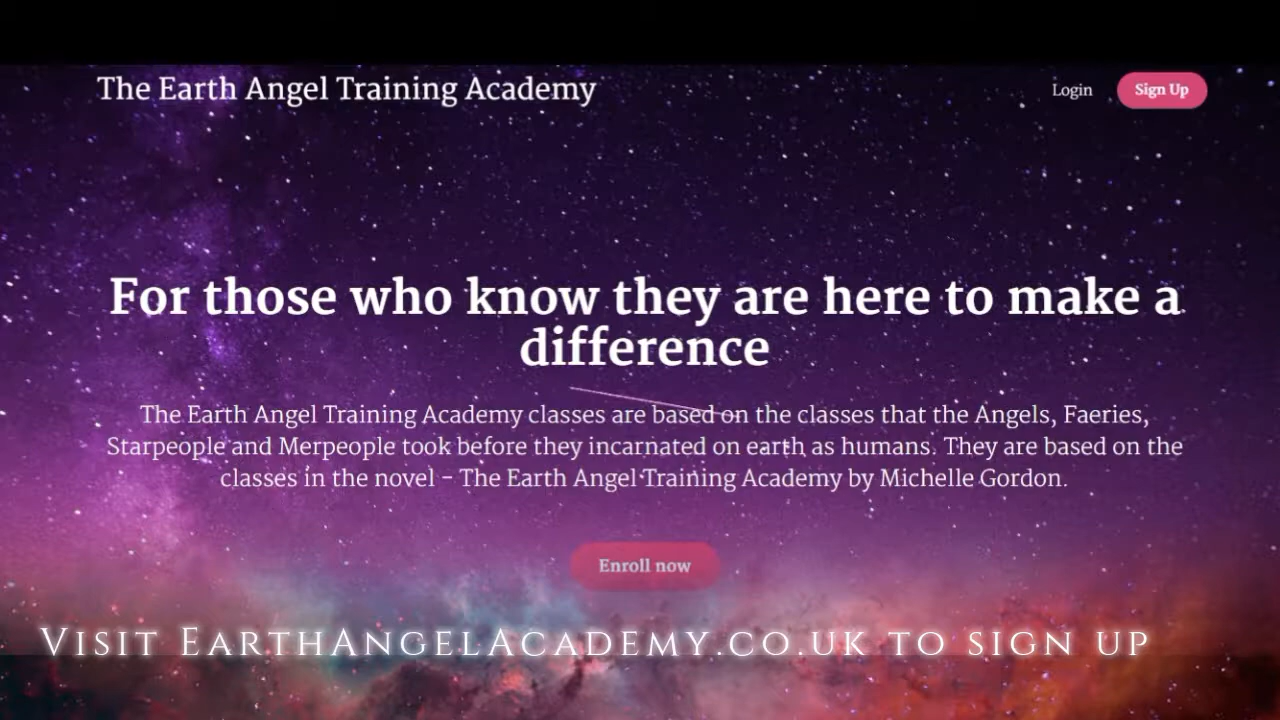 The Earth Angel Training Academy
Login
Sign Up
For those who know they are here to make a
difference
The Earth Angel Training Academy classes are based on the classes that the Angels, Faeries,
Starpeople and Merpeople took before they incarnated on earth as humans. They are based on the
classes in the novel - The Earth Angel Training Academy by Michelle Gordon.
Enroll now
Visit EarthAngelAcademy.co.uk to sign up